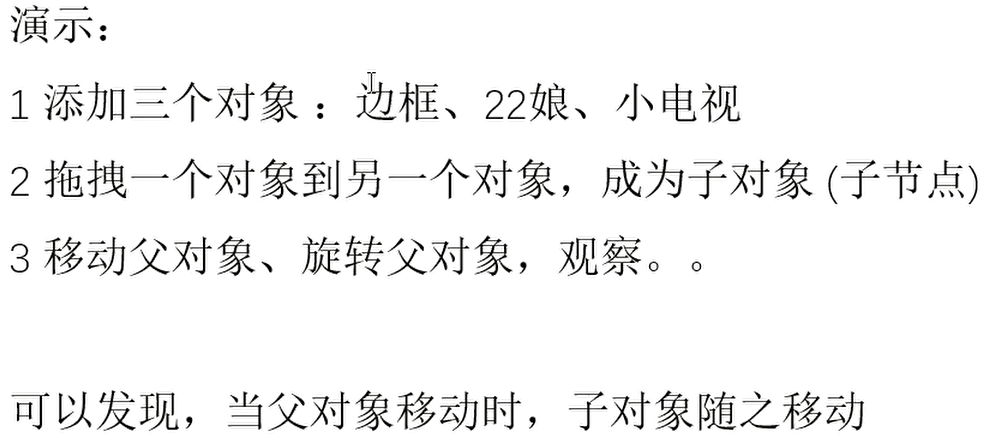 演示：
1 添加三个对象 ：边框、22娘、小电视
2 拖拽一个对象到另一个对象，成为子对象 (子节点)
3 移动父对象、旋转父对象，观察。。
可以发现，当父对象移动时，子对象随之移动